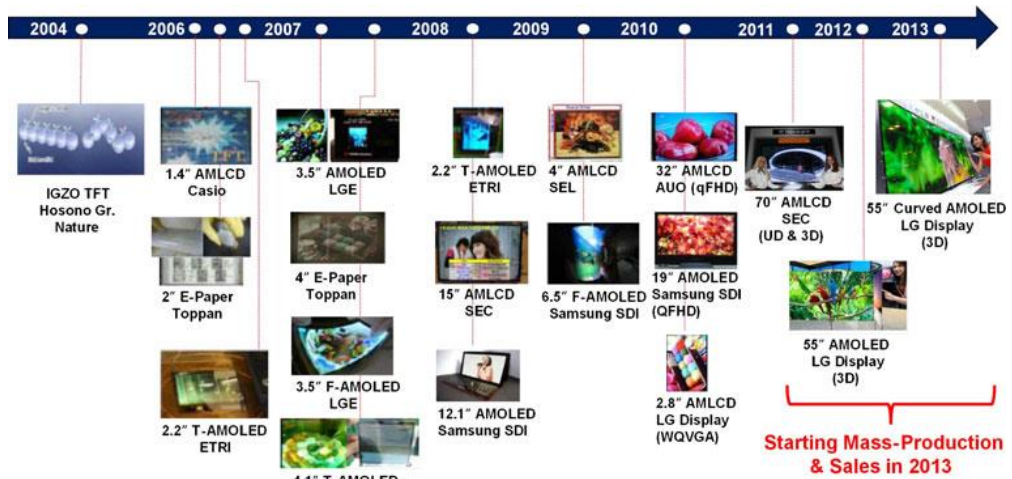 2004
2006
2007
2008
2009
2010
2011
2012
2013
IGZO TFT
Hosono Gr.
Nature
1.4″ AMLCD
Casio
2″ E-Paper
Toppan
2.2″ T-AMOLED
ETRI
3.5″ AMOLED
LGE
4″ E-Paper
Toppan
3.5″ F-AMOLED
LGE
4.1″ T-AMOLED
2.2″ T-AMOLED
ETRI
15″ AMLCD
SEC
12.1″ AMOLED
Samsung SDI
4″ AMLCD
SEL
6.5″ F-AMOLED
Samsung SDI
32″ AMLCD
AUO (qFHD)
19″ AMOLED
Samsung SDI
(QFHD)
2.8″ AMLCD
LG Display
(WQVGA)
70″ AMLCD
SEC
(UD & 3D)
55″ AMOLED
LG Display
(3D)
55″ Curved AMOLED
LG Display
(3D)
Starting Mass-Production
& Sales in 2013